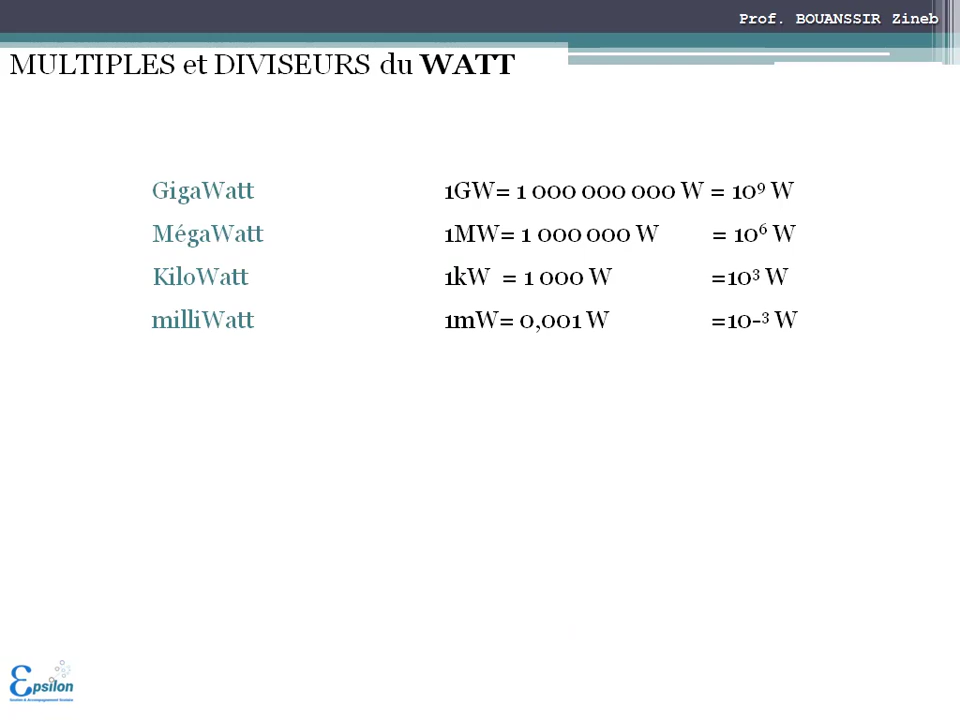 Prof. BOUANSSIR Zineb
MULTIPLES et DIVISEURS du WATT
GigaWatt 1GW= 1 000 000 000 W = 10⁹ W
MégaWatt 1MW= 1 000 000 W = 10⁶ W
KiloWatt 1kW = 1 000 W =10³ W
milliWatt 1mW= 0,001 W =10-³ W
Epsilon